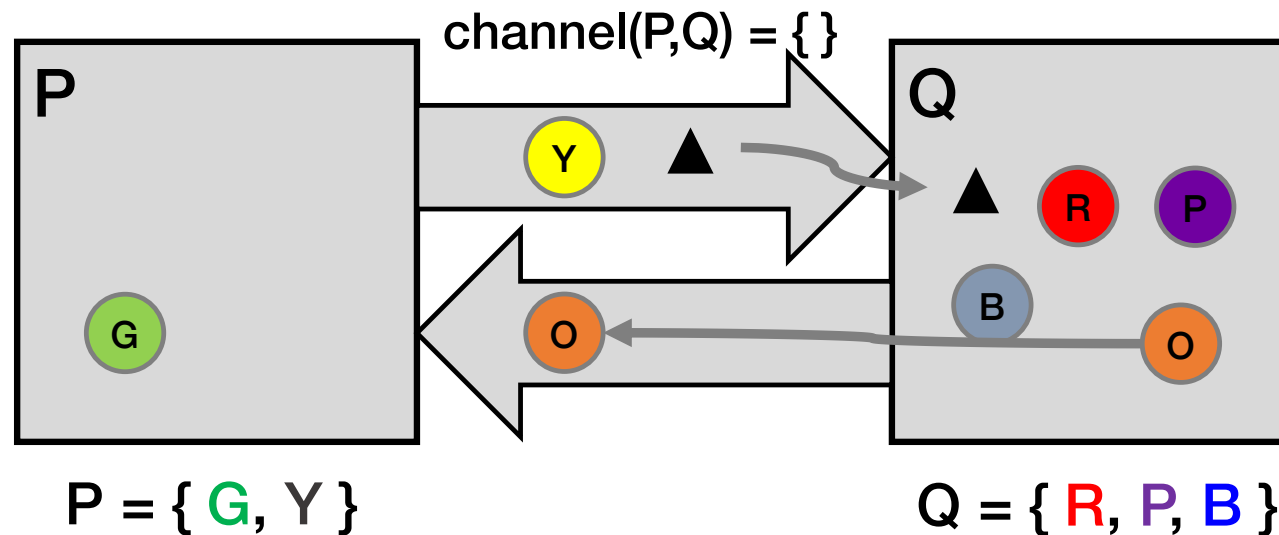 channel(P,Q) = { }
P
Q
Y
R
P
B
G
O
O
P = { G, Y }
Q = { R, P, B }